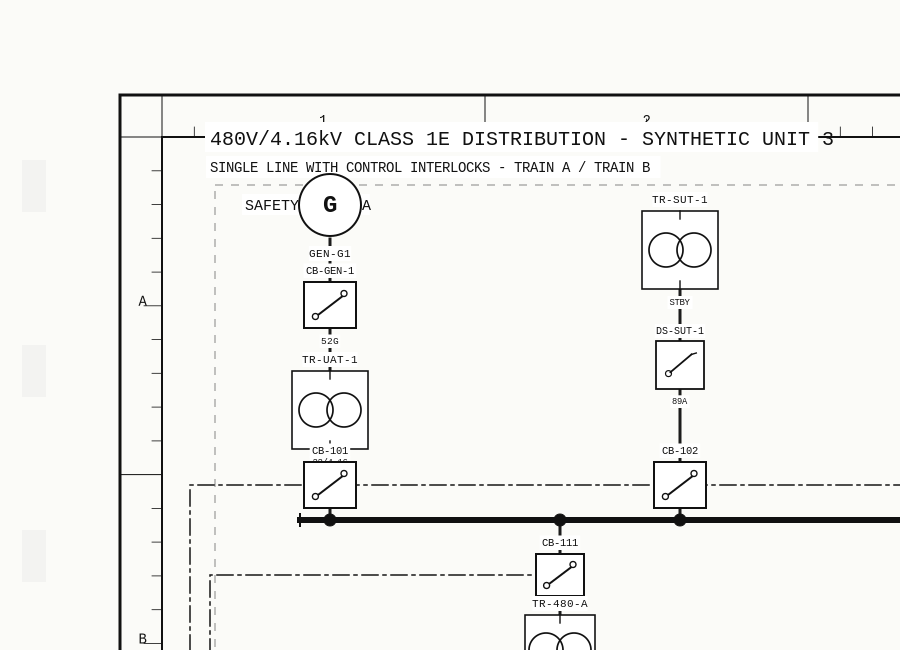 1
480V/4.16kV CLASS 1E DISTRIBUTION - SYNTHETIC UNIT 3
SINGLE LINE WITH CONTROL INTERLOCKS - TRAIN A / TRAIN B
TR-SUT-1
SAFETY G A
GEN-G1
CB-GEN-1
A
STBY
DS-SUT-1
52G
TR-UAT-1
89A
CB-101
CB-102
CB-111
TR-480-A
B